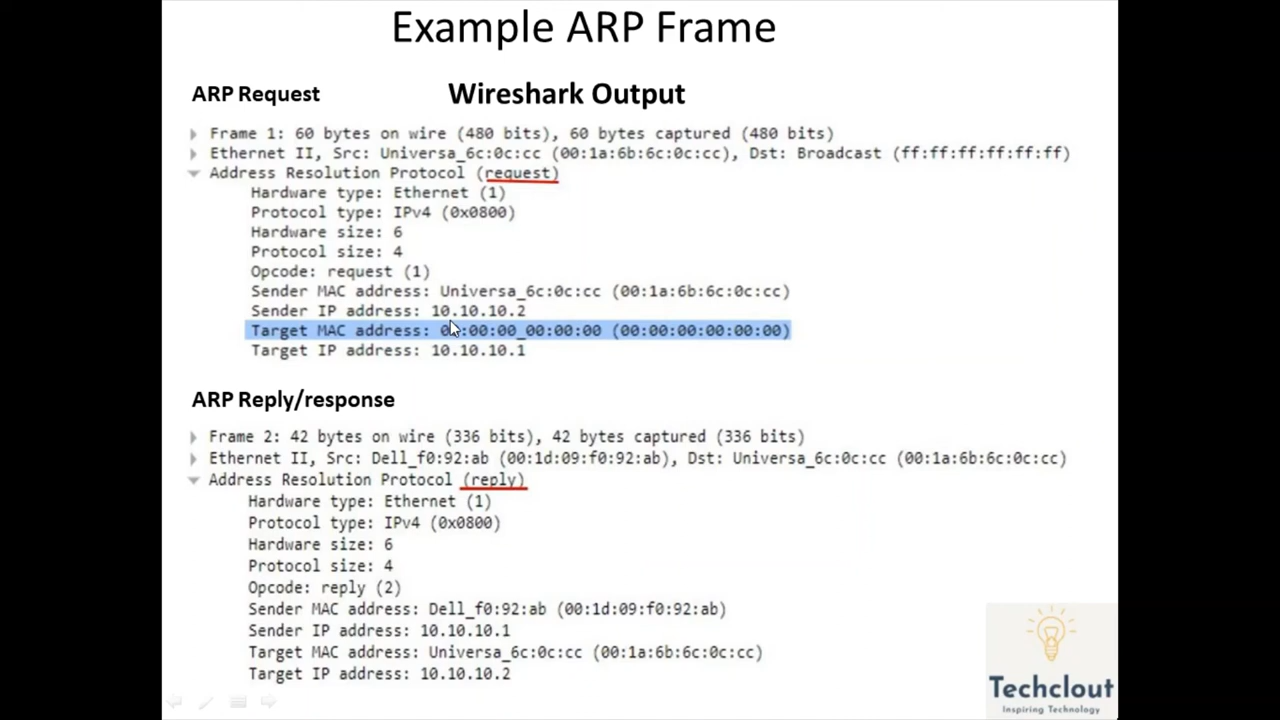 Example ARP Frame
ARP Request
Wireshark Output
Frame 1: 60 bytes on wire (480 bits), 60 bytes captured (480 bits)
Ethernet II, Src: Universa_6c:0c:cc (00:1a:6b:6c:0c:cc), Dst: Broadcast (ff:ff:ff:ff:ff:ff)
Address Resolution Protocol (request)
Hardware type: Ethernet (1)
Protocol type: IPv4 (0x0800)
Hardware size: 6
Protocol size: 4
Opcode: request (1)
Sender MAC address: Universa_6c:0c:cc (00:1a:6b:6c:0c:cc)
Sender IP address: 10.10.10.2
Target MAC address: 00:00:00_00:00:00 (00:00:00:00:00:00)
Target IP address: 10.10.10.1
ARP Reply/response
Frame 2: 42 bytes on wire (336 bits), 42 bytes captured (336 bits)
Ethernet II, Src: Dell_f0:92:ab (00:1d:09:f0:92:ab), Dst: Universa_6c:0c:cc (00:1a:6b:6c:0c:cc)
Address Resolution Protocol (reply)
Hardware type: Ethernet (1)
Protocol type: IPv4 (0x0800)
Hardware size: 6
Protocol size: 4
Opcode: reply (2)
Sender MAC address: Dell_f0:92:ab (00:1d:09:f0:92:ab)
Sender IP address: 10.10.10.1
Target MAC address: Universa_6c:0c:cc (00:1a:6b:6c:0c:cc)
Target IP address: 10.10.10.2
Techclout
Inspiring Technology